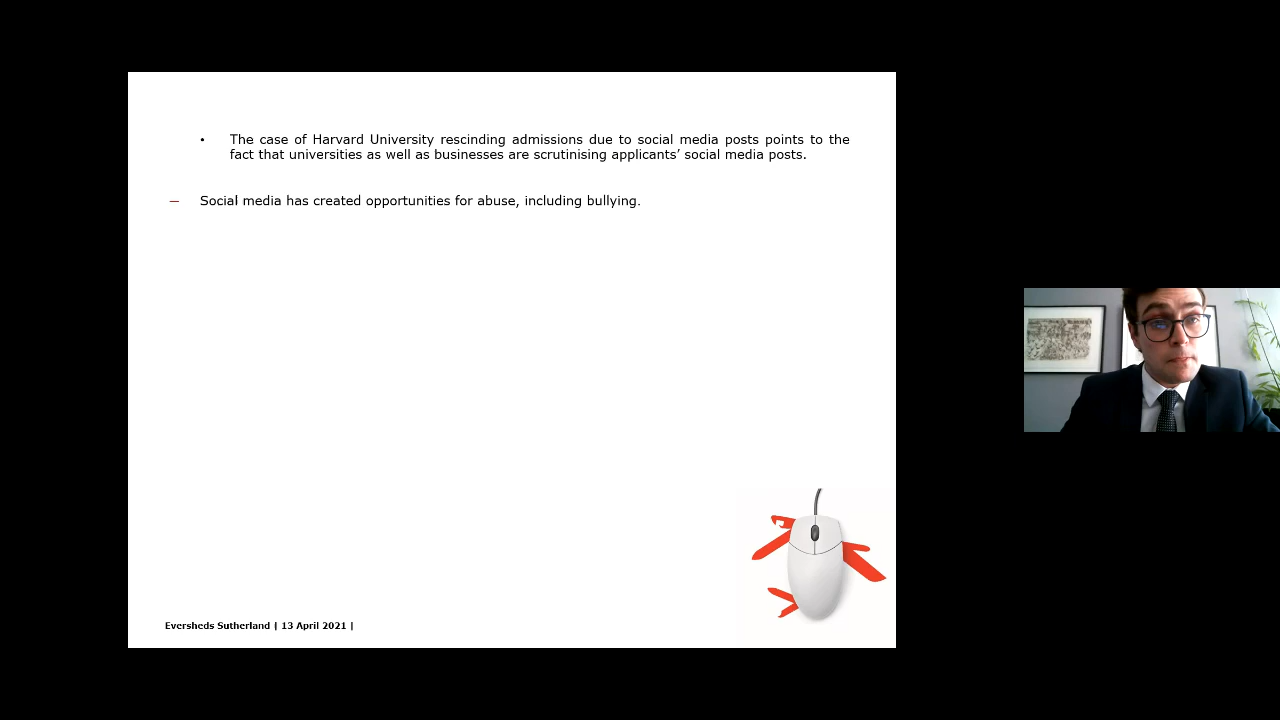 • The case of Harvard University rescinding admissions due to social media posts points to the
fact that universities as well as businesses are scrutinising applicants’ social media posts.
— Social media has created opportunities for abuse, including bullying.
Eversheds Sutherland | 13 April 2021 |